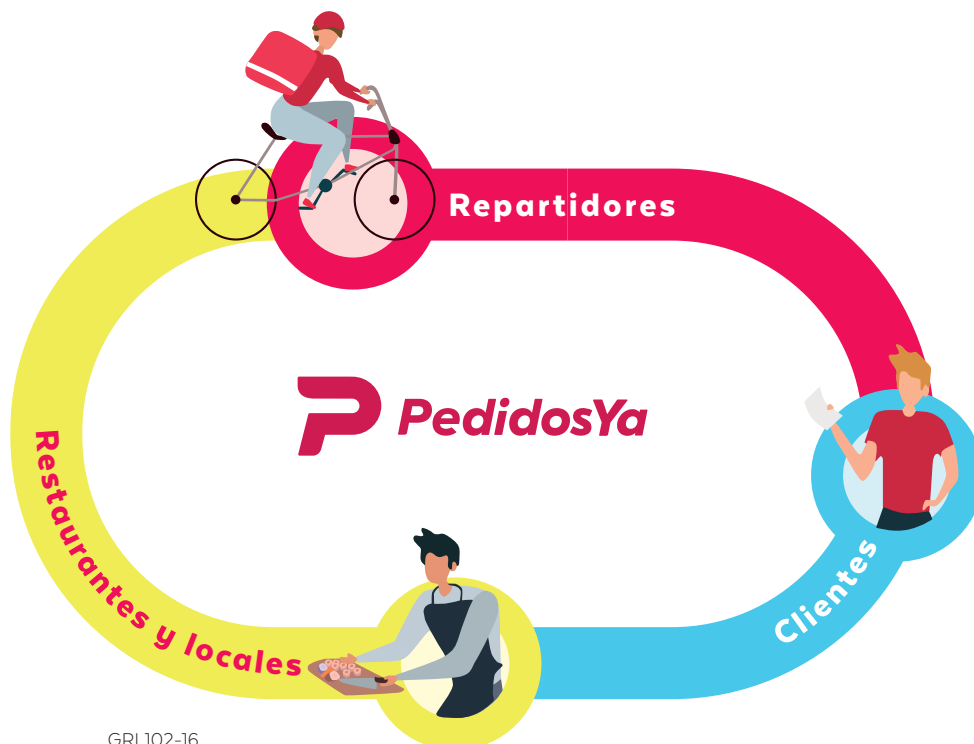 Repartidores
PedidosYa
Restaurantes y locales
Clientes
GRI 102-16